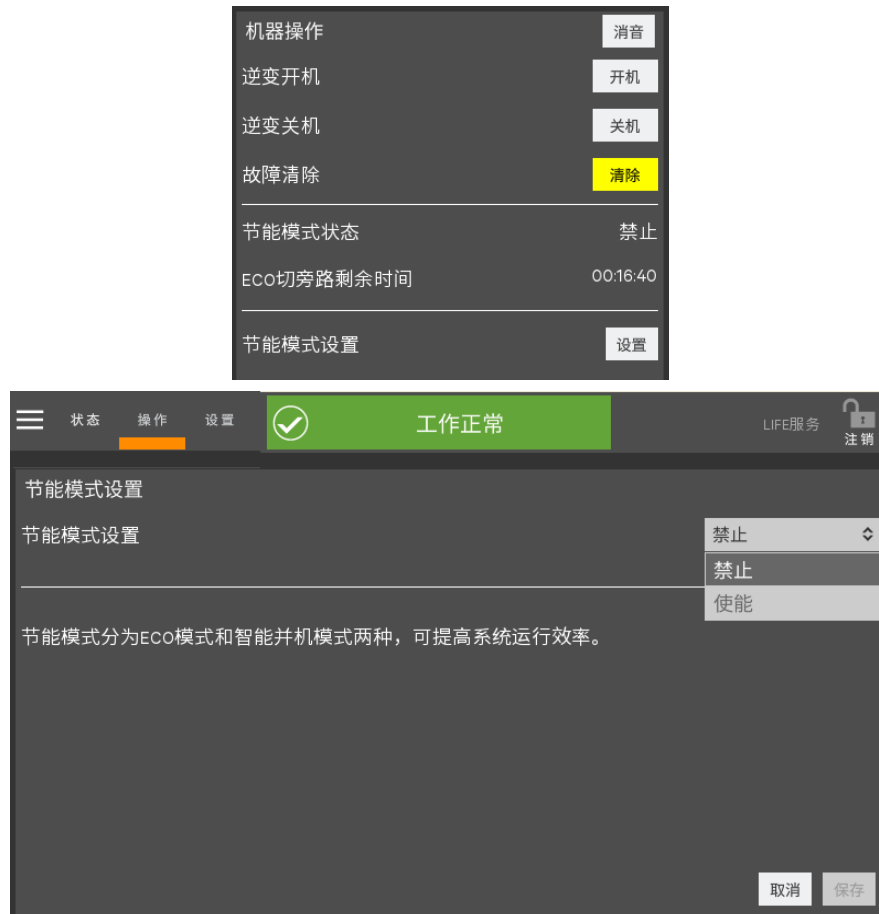 机器操作 消音
逆变开机 开机
逆变关机 关机
故障清除 清除
节能模式状态 禁止
ECO切旁路剩余时间 00:16:40
节能模式设置 设置
状态 操作 设置 工作正常 LIFE服务 注销
节能模式设置
节能模式设置 禁止
禁止
使能
节能模式分为ECO模式和智能并机模式两种，可提高系统运行效率。
取消 保存